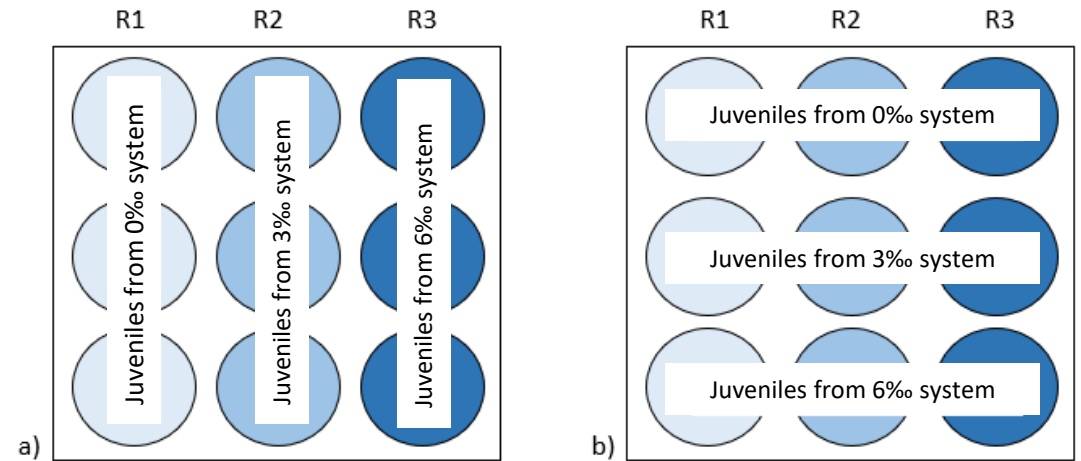 R1 R2 R3
Juveniles from 0‰ system
Juveniles from 3‰ system
Juveniles from 6‰ system
a)
R1 R2 R3
Juveniles from 0‰ system
Juveniles from 3‰ system
Juveniles from 6‰ system
b)